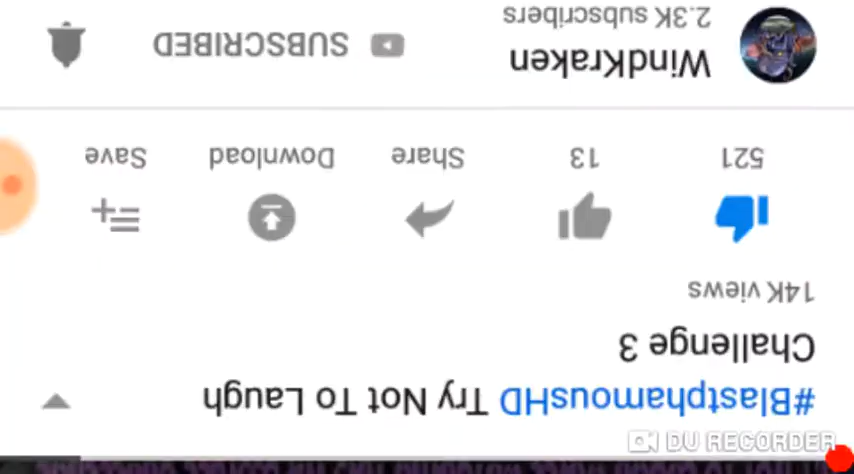 #BlastphamousHD Try Not To Laugh
Challenge 3
14K views
521
13
Share
Download
Save
WindKraken
2.3K subscribers
SUBSCRIBED
DU RECORDER